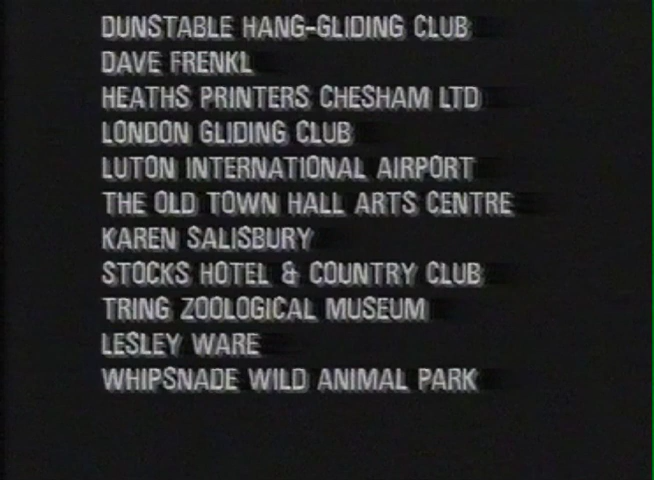 DUNSTABLE HANG-GLIDING CLUB
DAVE FRENKL
HEATHS PRINTERS CHESHAM LTD
LONDON GLIDING CLUB
LUTON INTERNATIONAL AIRPORT
THE OLD TOWN HALL ARTS CENTRE
KAREN SALISBURY
STOCKS HOTEL & COUNTRY CLUB
TRING ZOOLOGICAL MUSEUM
LESLEY WARE
WHIPSNADE WILD ANIMAL PARK